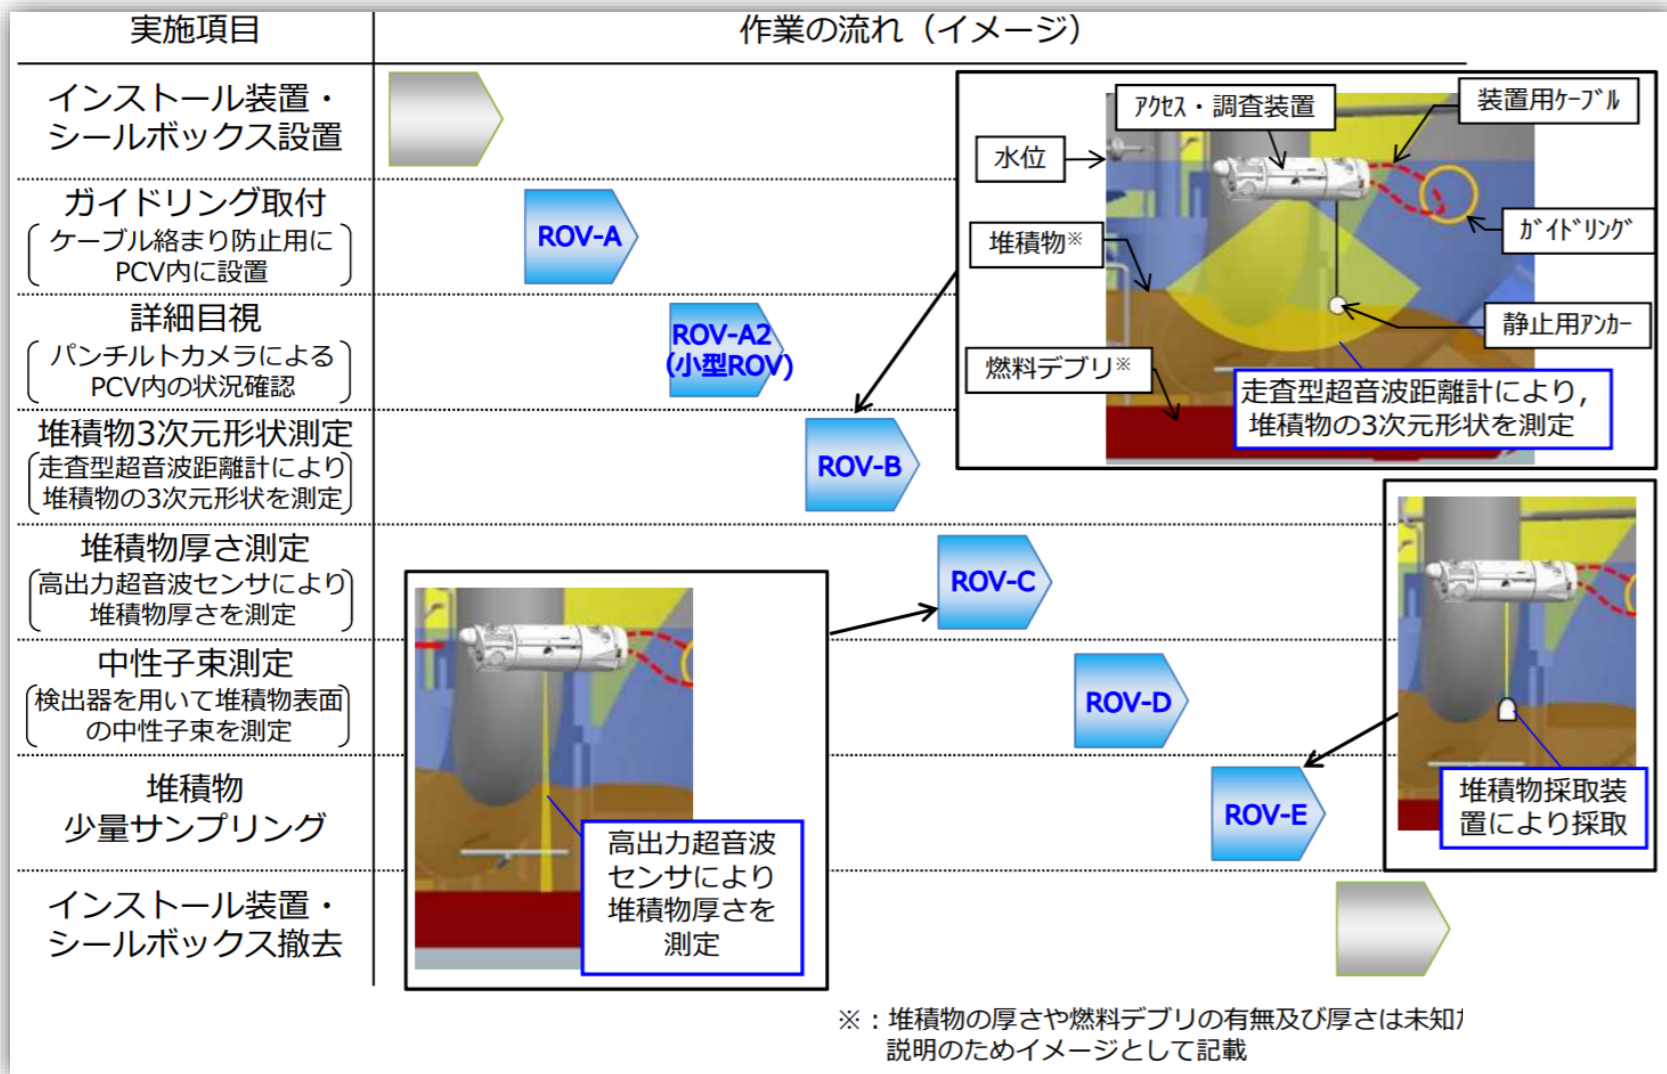 実施項目
作業の流れ（イメージ）
インストール装置・
シールボックス設置
ガイドリング取付
ケーブル絡まり防止用に
PCV内に設置
ROV-A
詳細目視
パンチルトカメラによる
PCV内の状況確認
ROV-A2
(小型ROV)
堆積物3次元形状測定
走査型超音波距離計により
堆積物の3次元形状を測定
ROV-B
アクセス・調査装置
装置用ケーブル
水位
堆積物※
ガイドリング
静止用アンカー
燃料デブリ※
走査型超音波距離計により,
堆積物の3次元形状を測定
堆積物厚さ測定
高出力超音波センサにより
堆積物厚さを測定
ROV-C
中性子束測定
検出器を用いて堆積物表面
の中性子束を測定
ROV-D
堆積物
少量サンプリング
ROV-E
高出力超音波
センサにより
堆積物厚さを
測定
堆積物採取装
置により採取
インストール装置・
シールボックス撤去
※：堆積物の厚さや燃料デブリの有無及び厚さは未知
説明のためイメージとして記載